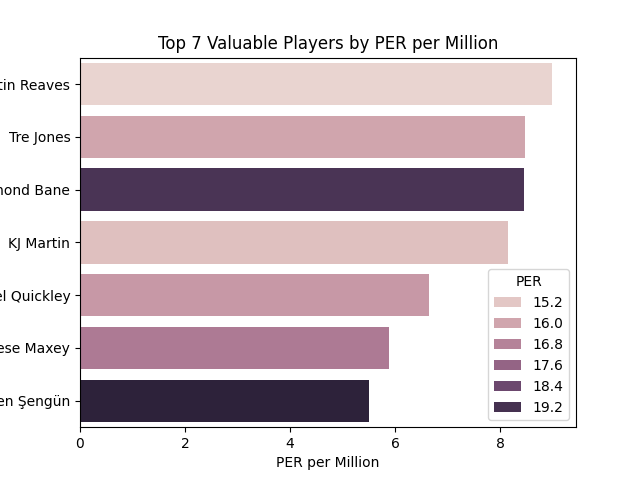 Top 7 Valuable Players by PER per Million
tin Reaves
Tre Jones
mond Bane
KJ Martin
el Quickley
ese Maxey
en Şengün
PER
15.2
16.0
16.8
17.6
18.4
19.2
0 2 4 6 8
PER per Million